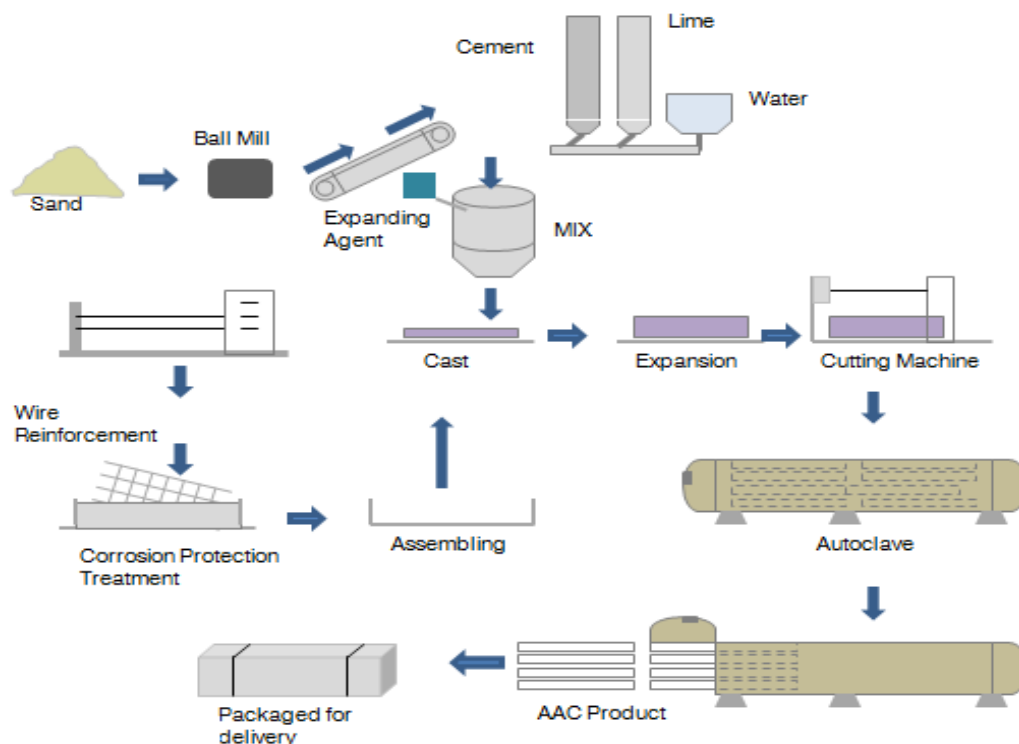 Lime
Cement
Water
Ball Mill
Sand
Expanding
Agent
MIX
Cast
Expansion
Cutting Machine
Wire
Reinforcement
Corrosion Protection
Treatment
Assembling
Autoclave
AAC Product
Packaged for
delivery